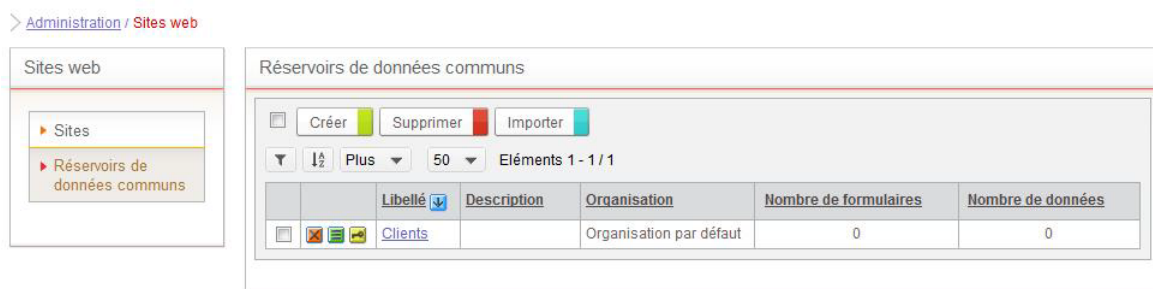 Administration / Sites web
Sites web
Sites
Réservoirs de
données communs
Réservoirs de données communs
Créer Supprimer Importer
Plus 50 Eléments 1 - 1 / 1
Libellé Description Organisation Nombre de formulaires Nombre de données
Clients Organisation par défaut 0 0